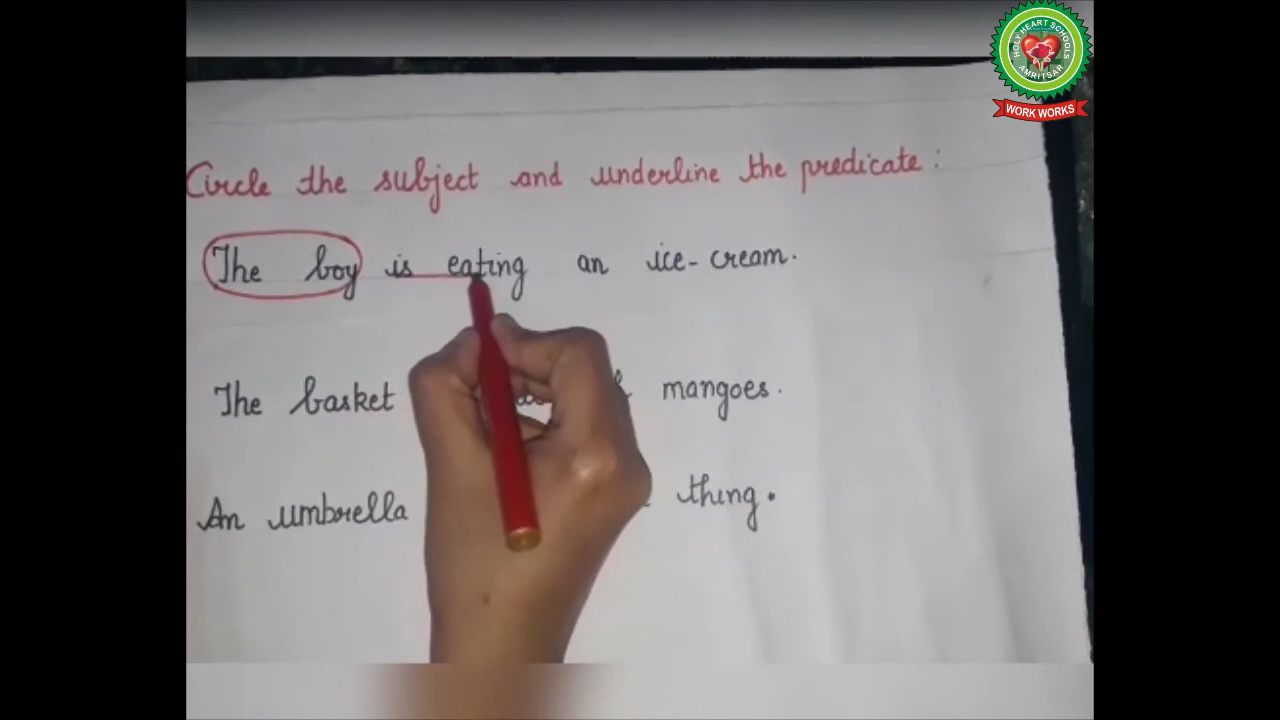 HOLY HEART SCHOOLS
AMRITSAR
WORK WORKS
Circle the subject and underline the predicate:
The boy is eating an ice-cream.
The basket mangoes.
An umbrella thing.